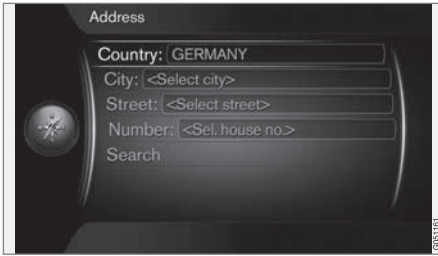 Address
Country: GERMANY
City: <Select city>
Street: <Select street>
Number: <Sel. house no.>
Search
G051161